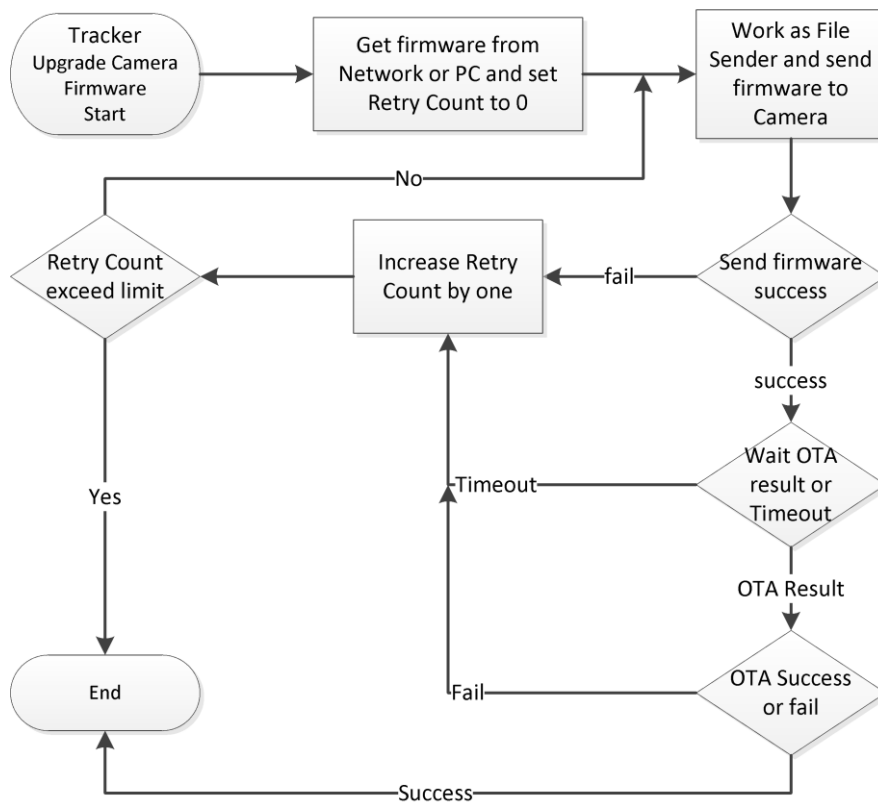 Tracker
Upgrade Camera
Firmware
Start
Get firmware from
Network or PC and set
Retry Count to 0
Work as File
Sender and send
firmware to
Camera
No
Retry Count
exceed limit
Increase Retry
Count by one
fail
Send firmware
success
success
Yes
Timeout
Wait OTA
result or
Timeout
OTA Result
End
Fail
OTA Success
or fail
Success